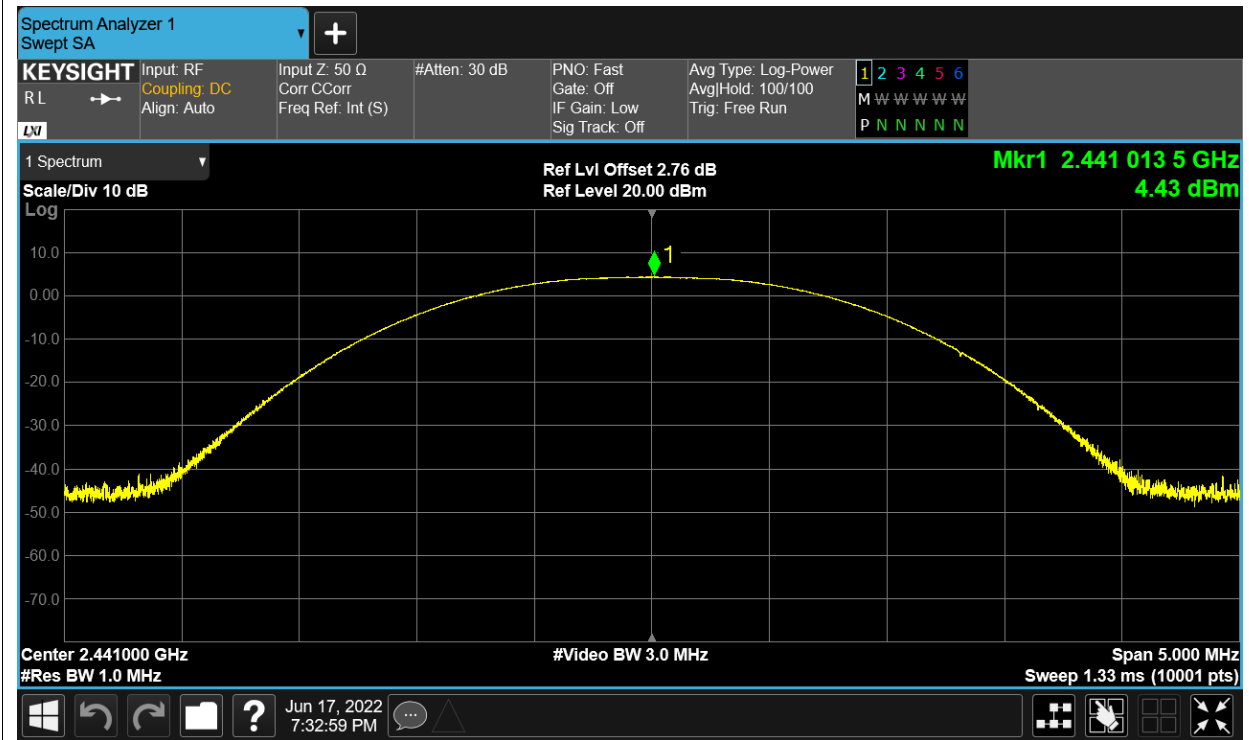 Spectrum Analyzer 1
Swept SA
KEYSIGHT
R L
LXI
Input: RF
Coupling: DC
Align: Auto
Input Z: 50 Ω
Corr CCorr
Freq Ref: Int (S)
#Atten: 30 dB
PNO: Fast
Gate: Off
IF Gain: Low
Sig Track: Off
Avg Type: Log-Power
Avg|Hold: 100/100
Trig: Free Run
1 2 3 4 5 6
M W W W W W
P N N N N N
1 Spectrum
Scale/Div 10 dB
Log
Ref Lvl Offset 2.76 dB
Ref Level 20.00 dBm
Mkr1 2.441 013 5 GHz
4.43 dBm
1
10.0
0.00
-10.0
-20.0
-30.0
-40.0
-50.0
-60.0
-70.0
Center 2.441000 GHz
#Res BW 1.0 MHz
#Video BW 3.0 MHz
Span 5.000 MHz
Sweep 1.33 ms (10001 pts)
?
Jun 17, 2022
7:32:59 PM